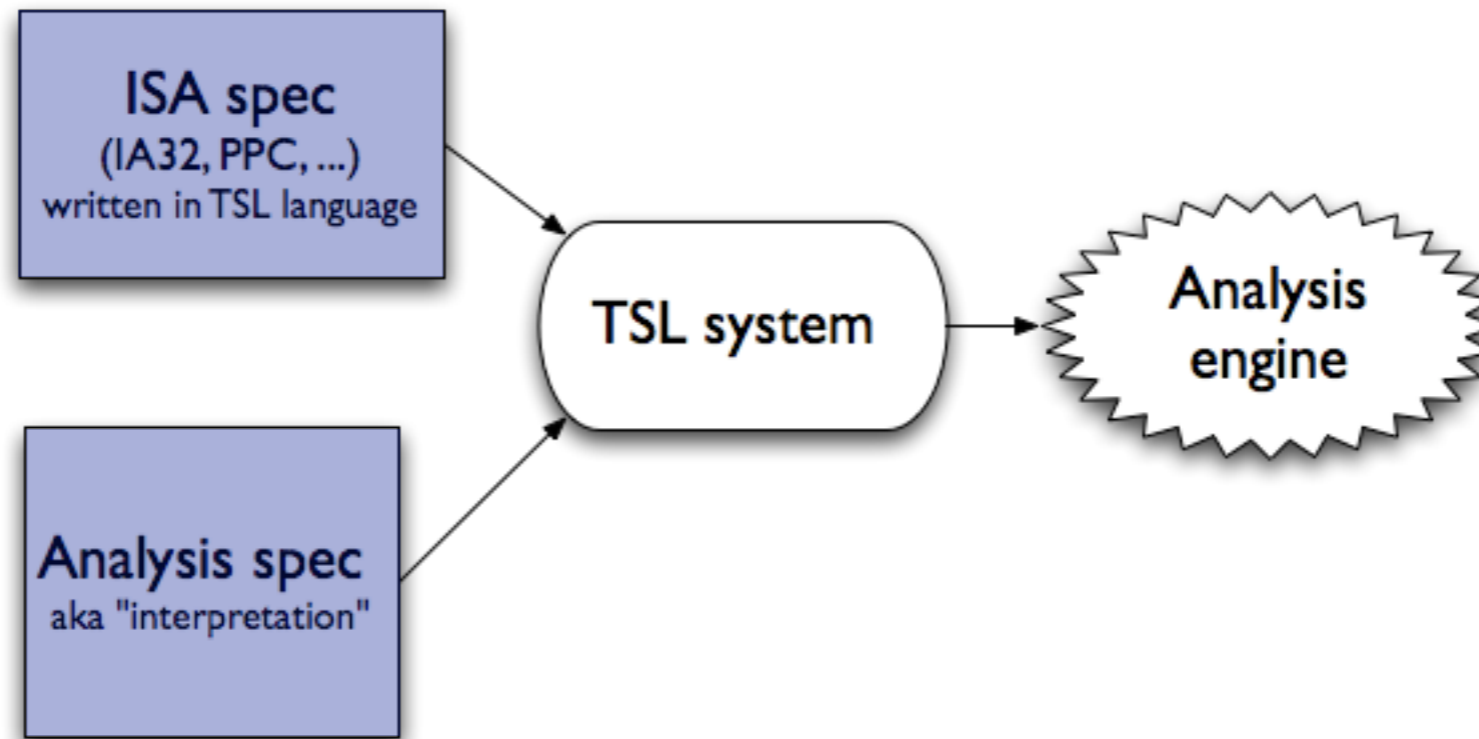 ISA spec
(IA32, PPC, ...)
written in TSL language
TSL system
Analysis
engine
Analysis spec
aka "interpretation"